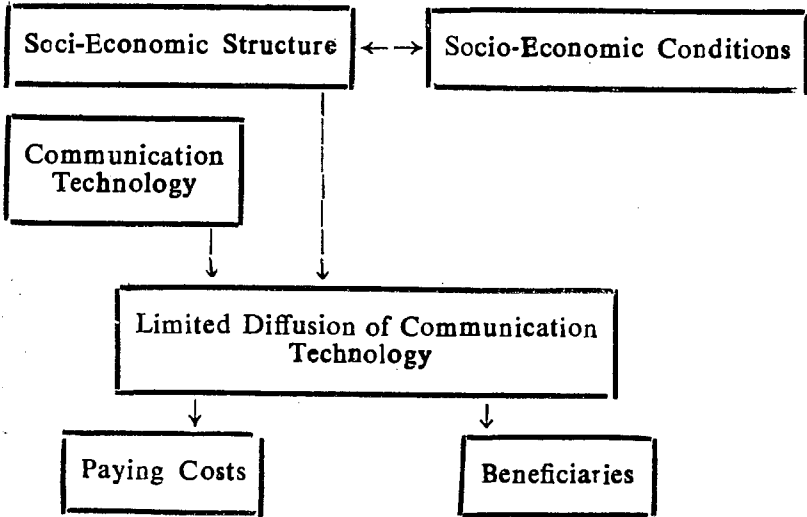 Soci-Economic Structure
Socio-Economic Conditions
Communication
Technology
Limited Diffusion of Communication
Technology
Paying Costs
Beneficiaries